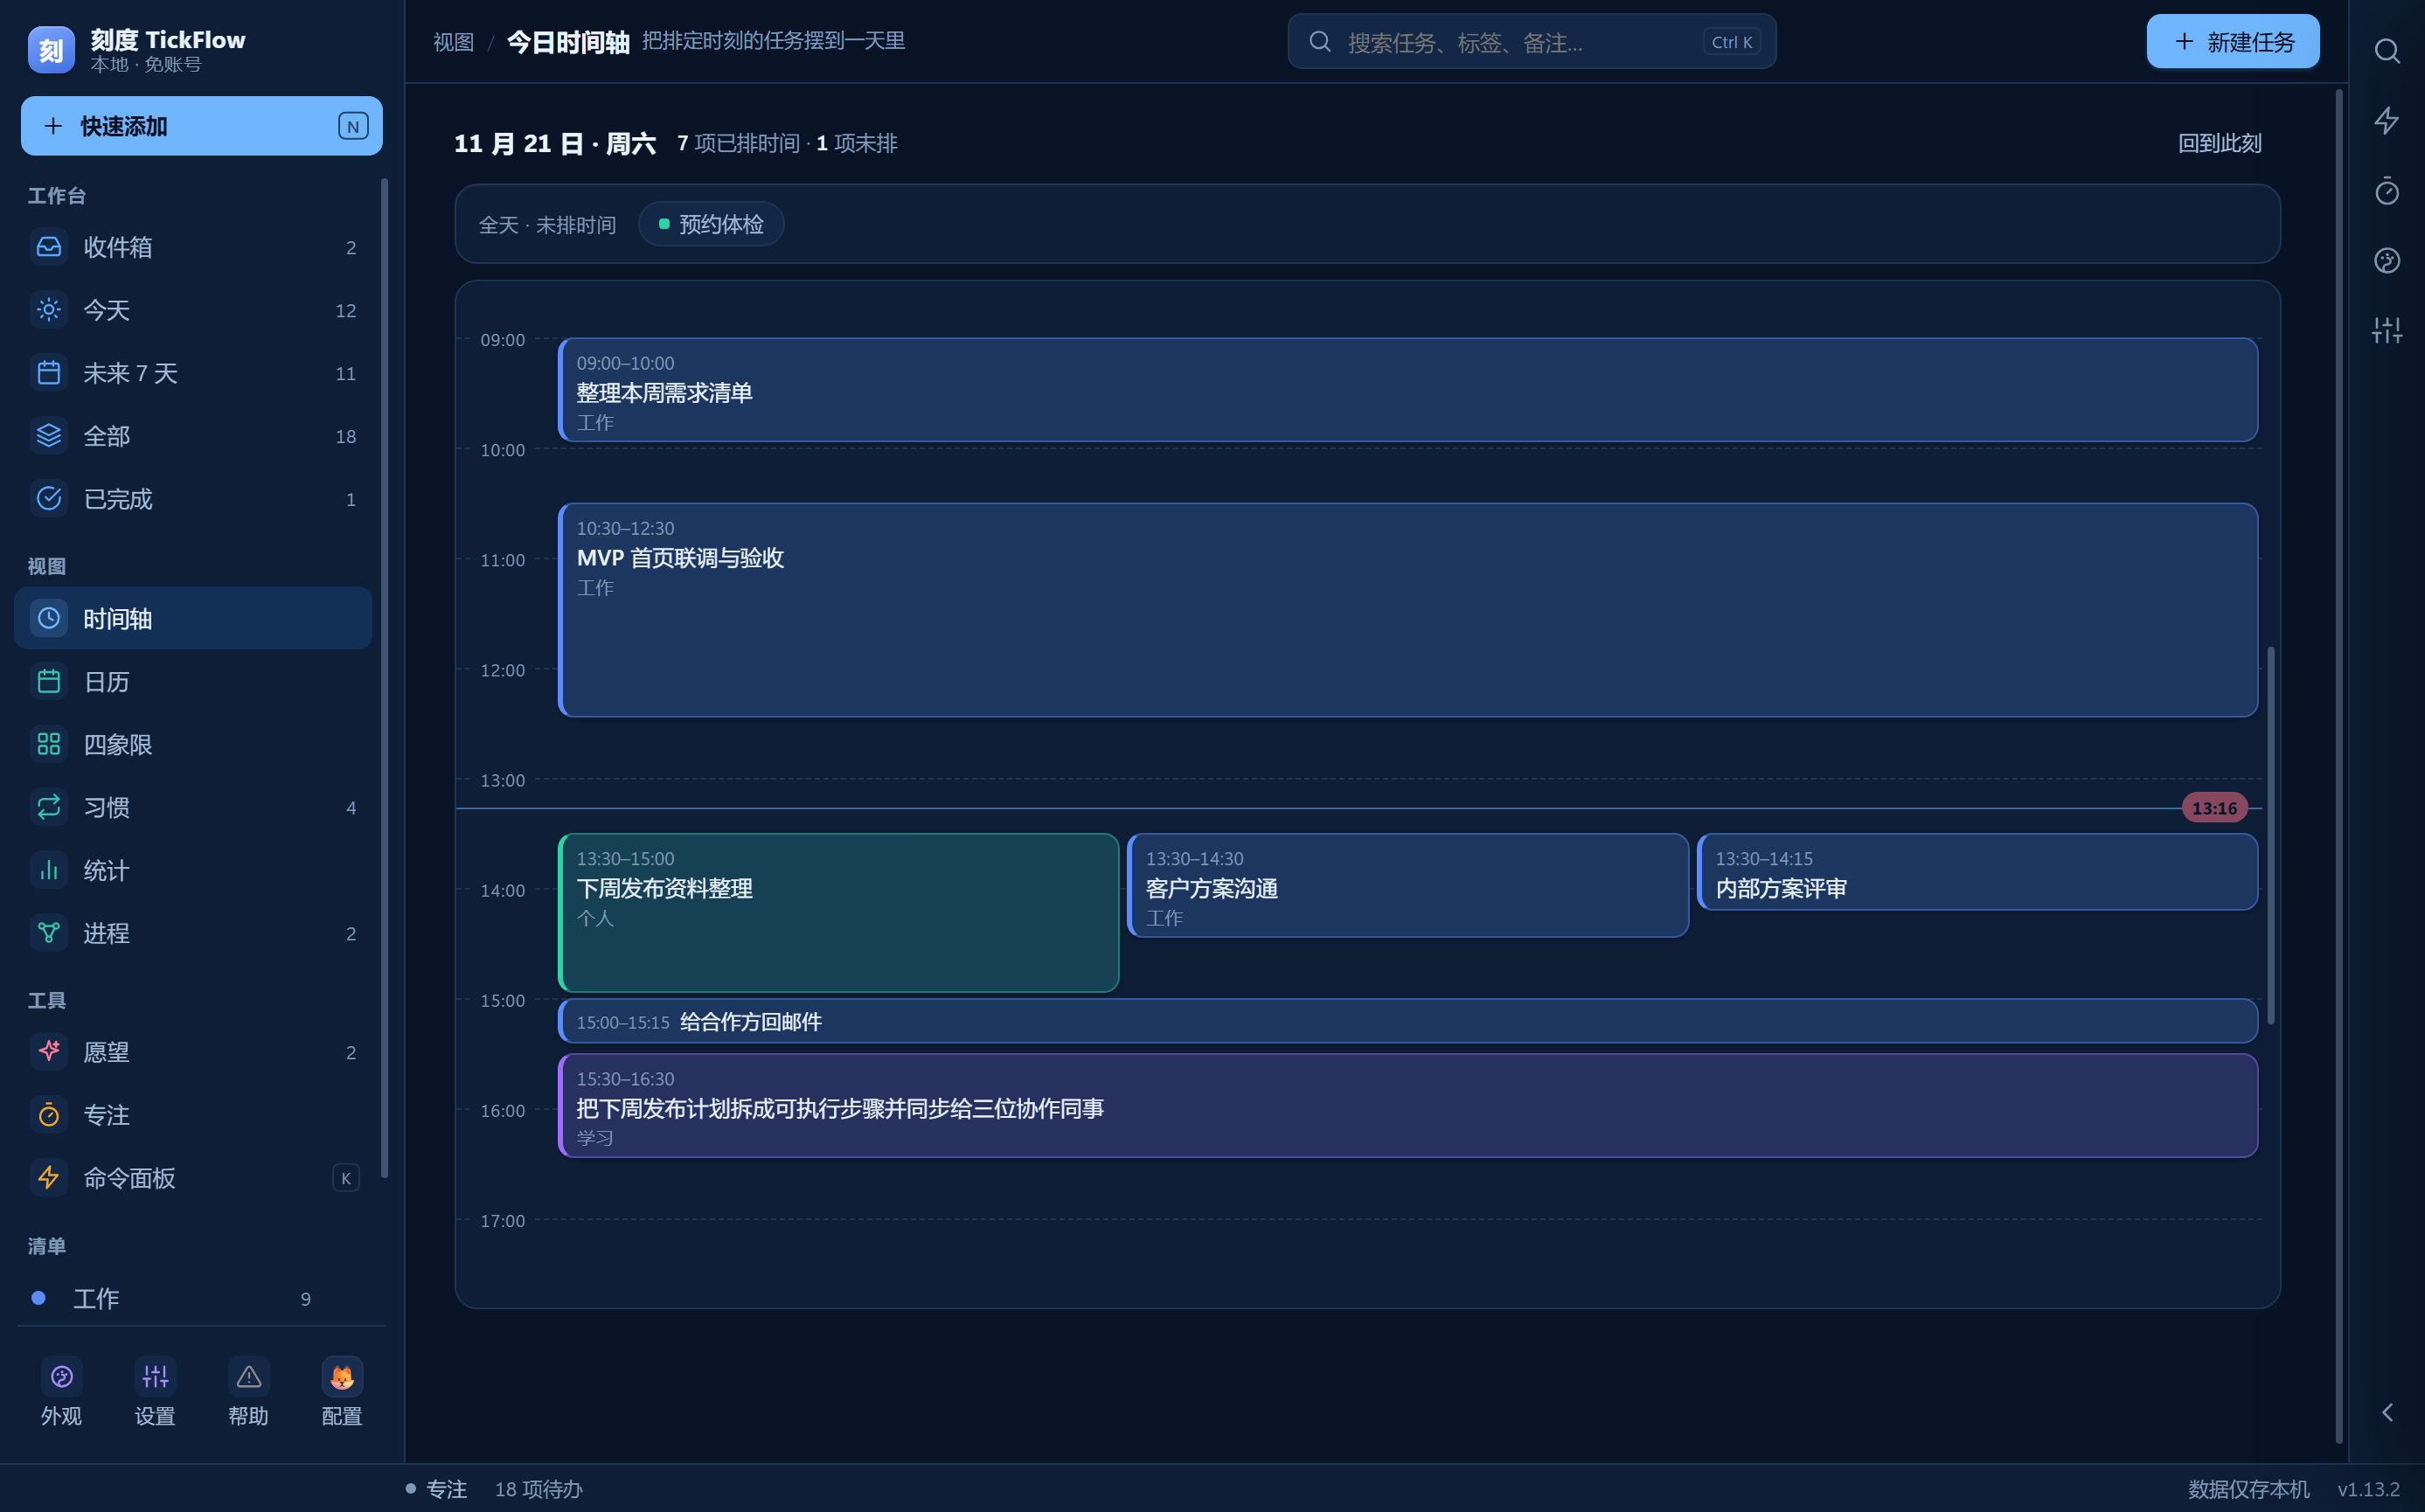 刻 刻度 TickFlow
本地 · 免账号
快速添加 N
工作台
收件箱 2
今天 12
未来 7 天 11
全部 18
已完成 1
视图
时间轴
日历
四象限
习惯 4
统计
进程 2
工具
愿望 2
专注
命令面板 K
清单
工作 9
外观 设置 帮助 配置
视图 / 今日时间轴 把排定时刻的任务摆到一天里
搜索任务、标签、备注... Ctrl K
新建任务
11 月 21 日 · 周六 7 项已排时间 · 1 项未排
回到此刻
全天 · 未排时间 预约体检
09:00
09:00–10:00
整理本周需求清单
工作
10:00
10:30–12:30
MVP 首页联调与验收
工作
11:00
12:00
13:00
13:16
13:30–15:00
下周发布资料整理
个人
13:30–14:30
客户方案沟通
工作
13:30–14:15
内部方案评审
14:00
15:00
15:00–15:15 给合作方回邮件
15:30–16:30
把下周发布计划拆成可执行步骤并同步给三位协作同事
学习
16:00
17:00
专注 18 项待办
数据仅存本机 v1.13.2